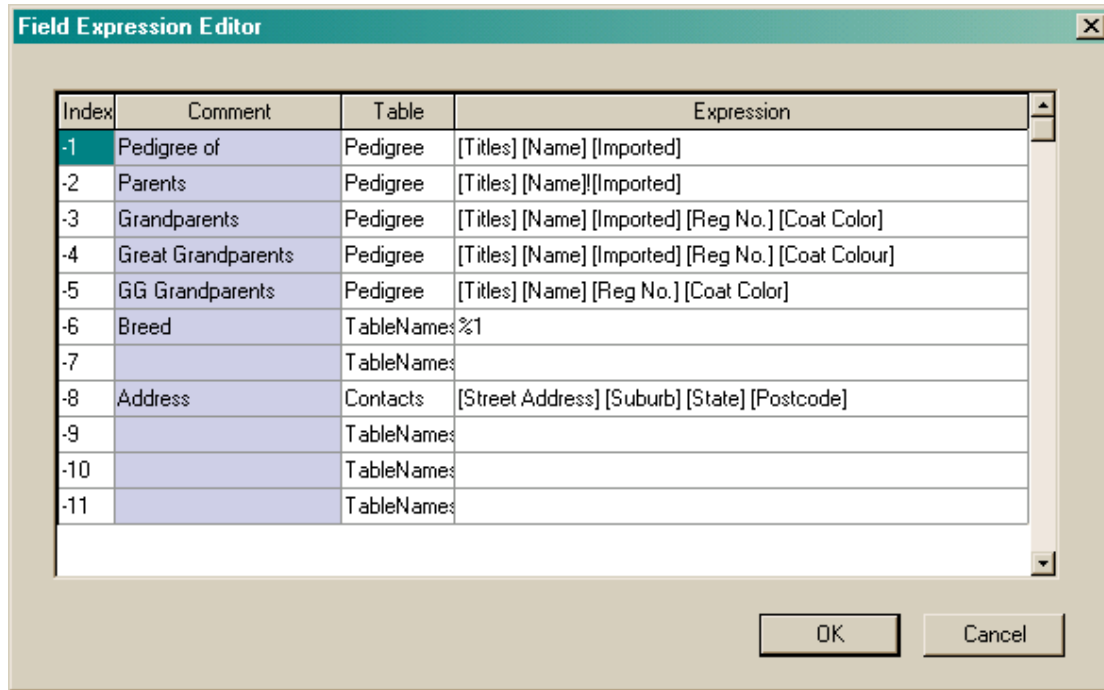 Field Expression Editor
Index Comment Table Expression
-1 Pedigree of Pedigree [Titles] [Name] [Imported]
-2 Parents Pedigree [Titles] [Name]![Imported]
-3 Grandparents Pedigree [Titles] [Name] [Imported] [Reg No.] [Coat Color]
-4 Great Grandparents Pedigree [Titles] [Name] [Imported] [Reg No.] [Coat Colour]
-5 GG Grandparents Pedigree [Titles] [Name] [Reg No.] [Coat Color]
-6 Breed TableNames %1
-7 TableNames
-8 Address Contacts [Street Address] [Suburb] [State] [Postcode]
-9 TableNames
-10 TableNames
-11 TableNames
OK Cancel